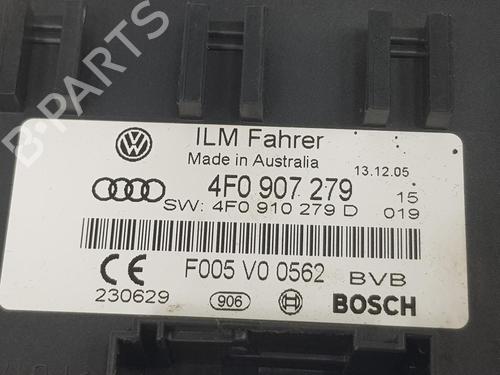 B-PARTS
ILM Fahrer
Made in Australia
13.12.05
4F0 907 279
15
SW: 4F0 910 279 D
019
F005 V0 0562
BVB
CE
230629
906
BOSCH